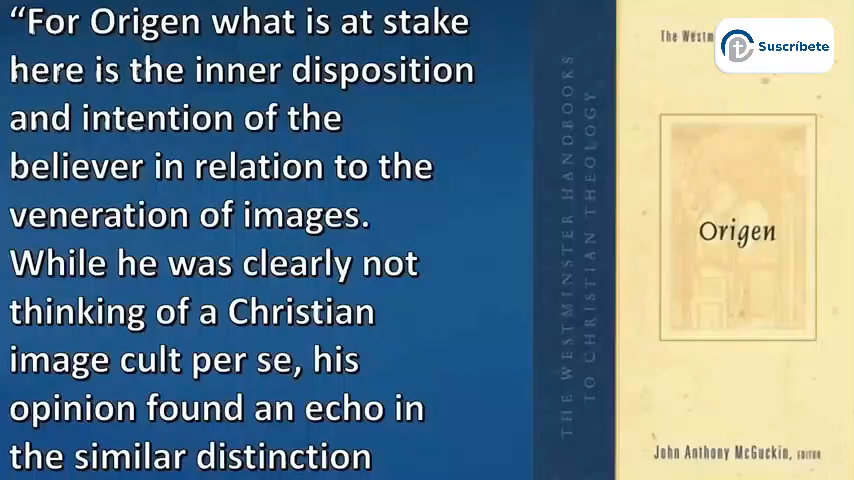 “For Origen what is at stake
here is the inner disposition
and intention of the
believer in relation to the
veneration of images.
While he was clearly not
thinking of a Christian
image cult per se, his
opinion found an echo in
the similar distinction
THE WESTMINSTER HANDBOOKS
TO CHRISTIAN THEOLOGY
The
Suscríbete
Origen
John Anthony McGuckin, EDITOR